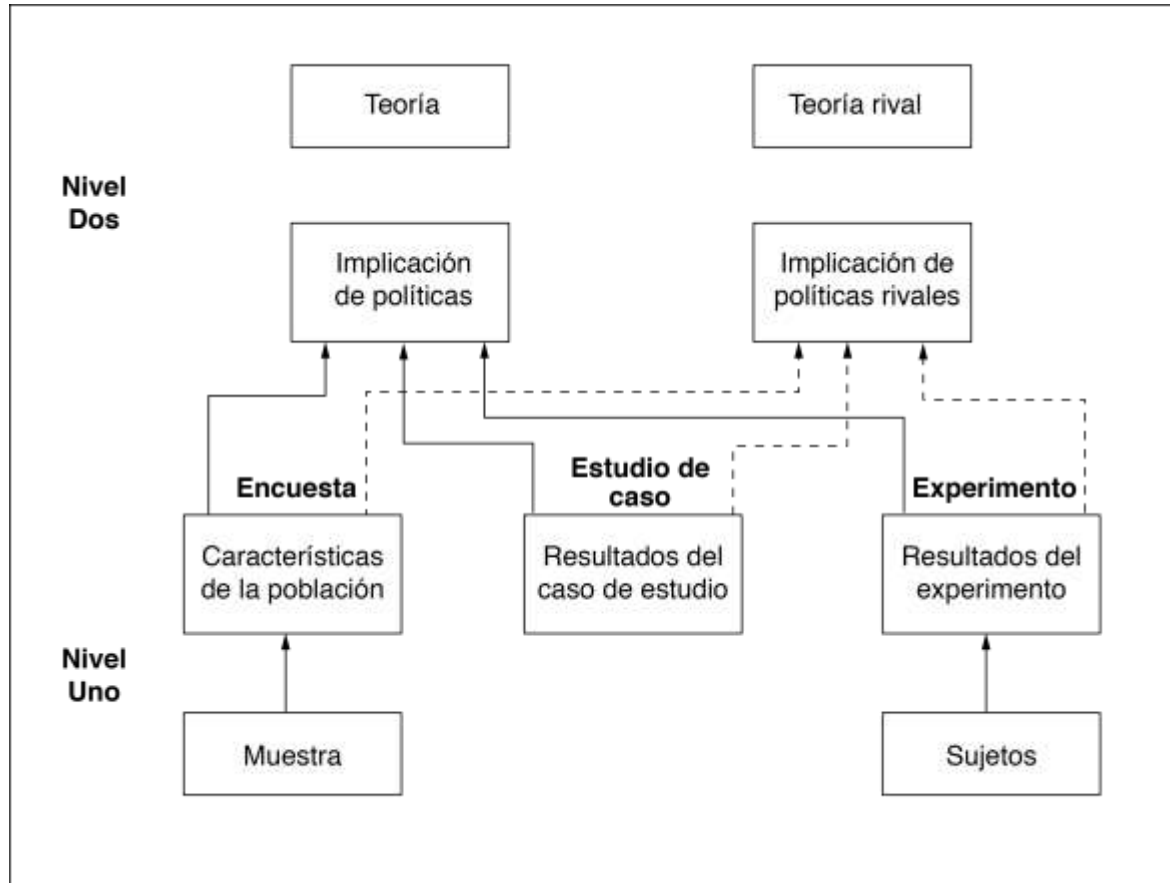 Teoría
Teoría rival
Nivel
Dos
Implicación
de políticas
Implicación de
políticas rivales
Encuesta
Estudio de
caso
Experimento
Características
de la población
Resultados del
caso de estudio
Resultados del
experimento
Nivel
Uno
Muestra
Sujetos